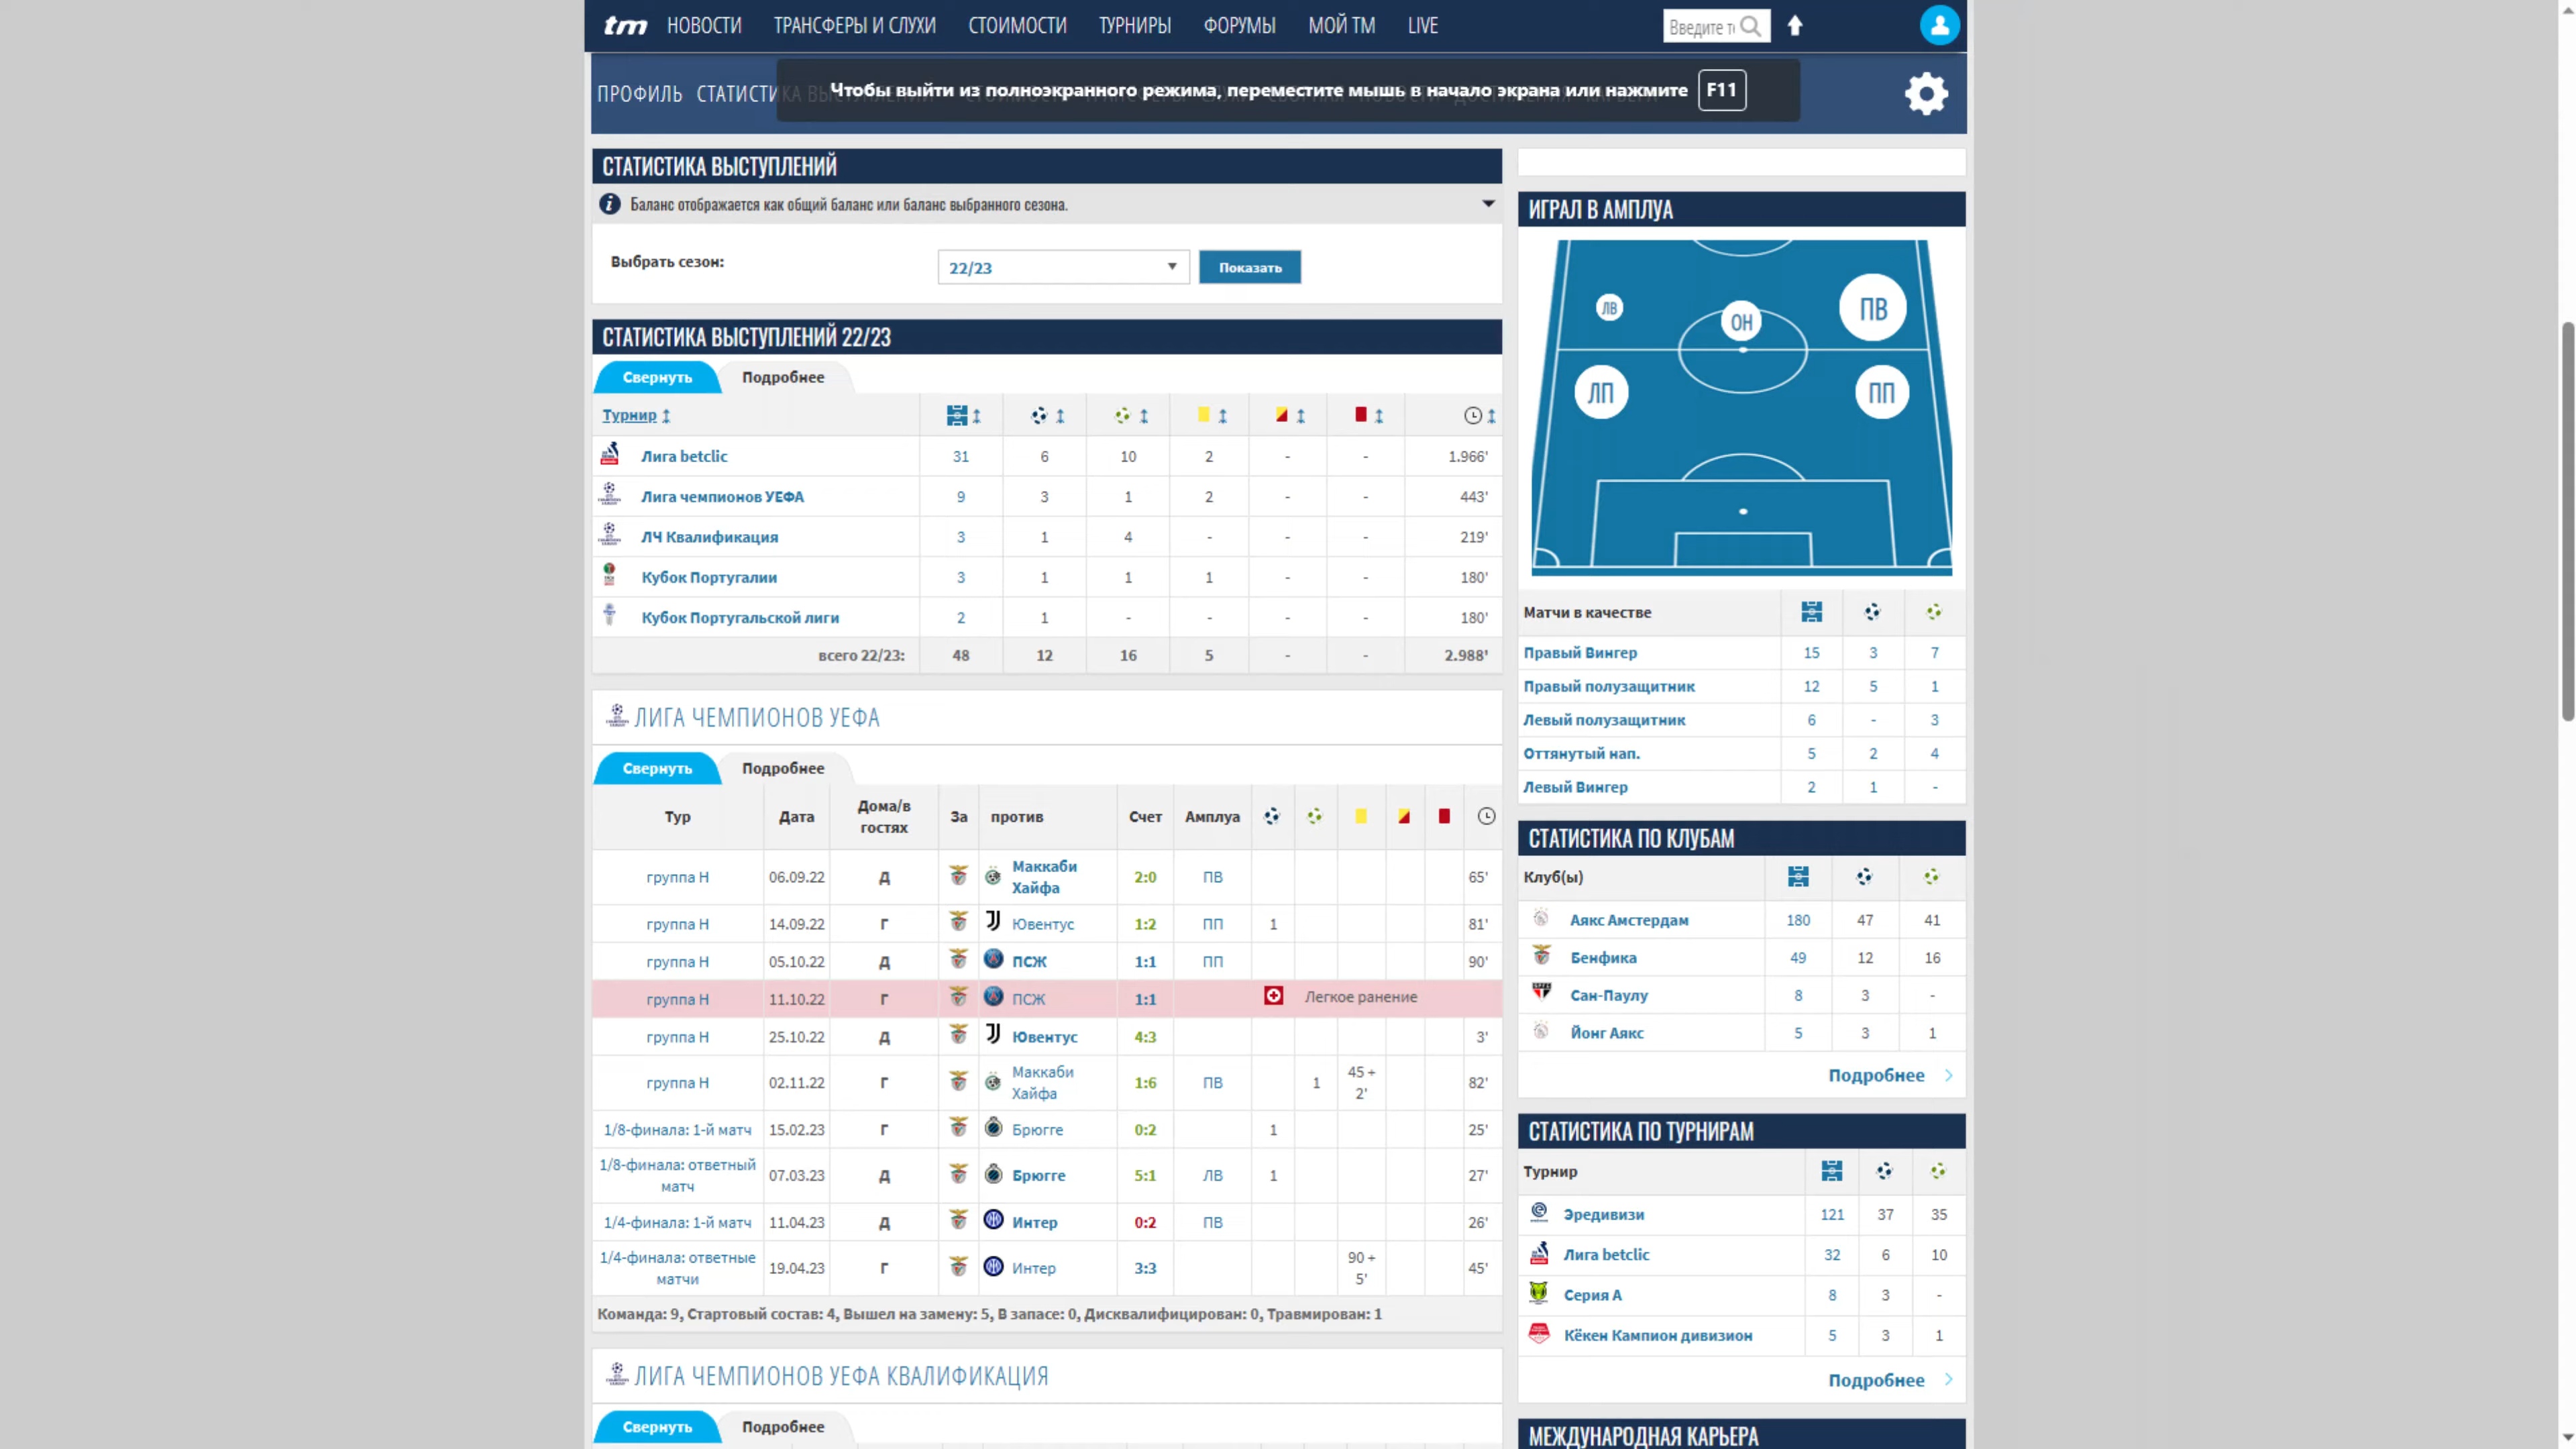 tm НОВОСТИ ТРАНСФЕРЫ И СЛУХИ СТОИМОСТИ ТУРНИРЫ ФОРУМЫ МОЙ ТМ LIVE Введите т
ПРОФИЛЬ СТАТИСТИКА
Чтобы выйти из полноэкранного режима, переместите мышь в начало экрана или нажмите F11
СТАТИСТИКА ВЫСТУПЛЕНИЙ
Баланс отображается как общий баланс или баланс выбранного сезона.
Выбрать сезон: 22/23 Показать
СТАТИСТИКА ВЫСТУПЛЕНИЙ 22/23
Свернуть Подробнее
Турнир
Лига betclic 31 6 10 2 - - 1.966'
Лига чемпионов УЕФА 9 3 1 2 - - 443'
ЛЧ Квалификация 3 1 4 - - - 219'
Кубок Португалии 3 1 1 1 - - 180'
Кубок Португальской лиги 2 1 - - - - 180'
всего 22/23: 48 12 16 5 - - 2.988'
ЛИГА ЧЕМПИОНОВ УЕФА
Свернуть Подробнее
Тур Дата Дома/в гостях За против Счет Амплуа
группа H 06.09.22 Д Маккаби Хайфа 2:0 ПВ 65'
группа H 14.09.22 Г Ювентус 1:2 ПП 1 81'
группа H 05.10.22 Д ПСЖ 1:1 ПП 90'
группа H 11.10.22 Г ПСЖ 1:1 Легкое ранение
группа H 25.10.22 Д Ювентус 4:3 3'
группа H 02.11.22 Г Маккаби Хайфа 1:6 ПВ 1 45 + 2' 82'
1/8-финала: 1-й матч 15.02.23 Г Брюгге 0:2 1 25'
1/8-финала: ответный матч 07.03.23 Д Брюгге 5:1 ЛВ 1 27'
1/4-финала: 1-й матч 11.04.23 Д Интер 0:2 ПВ 26'
1/4-финала: ответные матчи 19.04.23 Г Интер 3:3 90 + 5' 45'
Команда: 9, Стартовый состав: 4, Вышел на замену: 5, В запасе: 0, Дисквалифицирован: 0, Травмирован: 1
ЛИГА ЧЕМПИОНОВ УЕФА КВАЛИФИКАЦИЯ
Свернуть Подробнее
ИГРАЛ В АМПЛУА
ЛВ ОН ПВ
ЛП ПП
Матчи в качестве
Правый Вингер 15 3 7
Правый полузащитник 12 5 1
Левый полузащитник 6 - 3
Оттянутый нап. 5 2 4
Левый Вингер 2 1 -
СТАТИСТИКА ПО КЛУБАМ
Клуб(ы)
Аякс Амстердам 180 47 41
Бенфика 49 12 16
Сан-Паулу 8 3 -
Йонг Аякс 5 3 1
Подробнее
СТАТИСТИКА ПО ТУРНИРАМ
Турнир
Эредивизи 121 37 35
Лига betclic 32 6 10
Серия А 8 3 -
Кёкен Кампион дивизион 5 3 1
Подробнее
МЕЖДУНАРОДНАЯ КАРЬЕРА